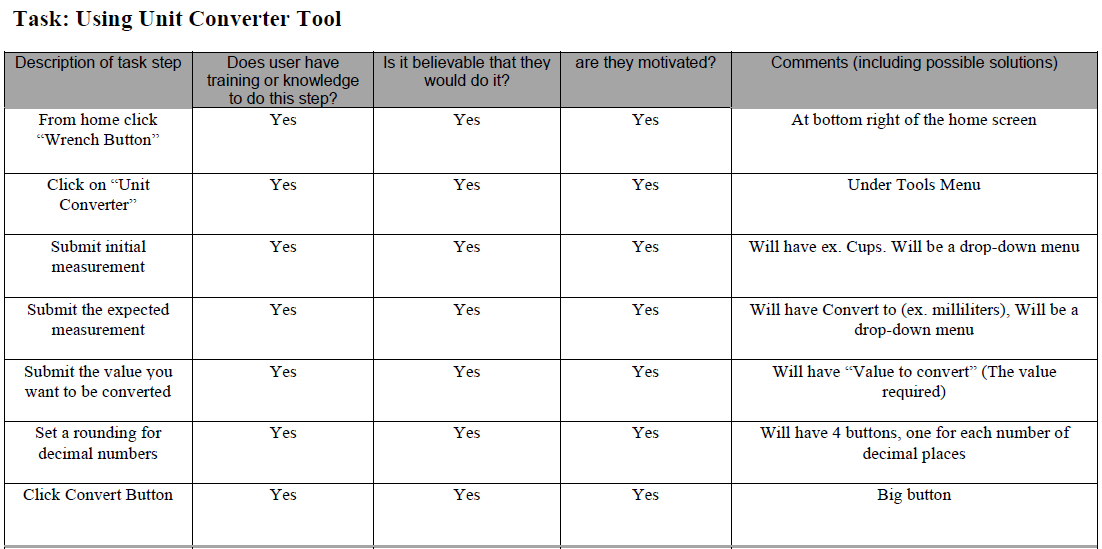 Task: Using Unit Converter Tool
Description of task step
Does user have
training or knowledge
to do this step?
Is it believable that they
would do it?
are they motivated?
Comments (including possible solutions)
From home click
“Wrench Button”
Yes
Yes
Yes
At bottom right of the home screen
Click on “Unit
Converter”
Yes
Yes
Yes
Under Tools Menu
Submit initial
measurement
Yes
Yes
Yes
Will have ex. Cups. Will be a drop-down menu
Submit the expected
measurement
Yes
Yes
Yes
Will have Convert to (ex. milliliters), Will be a
drop-down menu
Submit the value you
want to be converted
Yes
Yes
Yes
Will have “Value to convert” (The value
required)
Set a rounding for
decimal numbers
Yes
Yes
Yes
Will have 4 buttons, one for each number of
decimal places
Click Convert Button
Yes
Yes
Yes
Big button